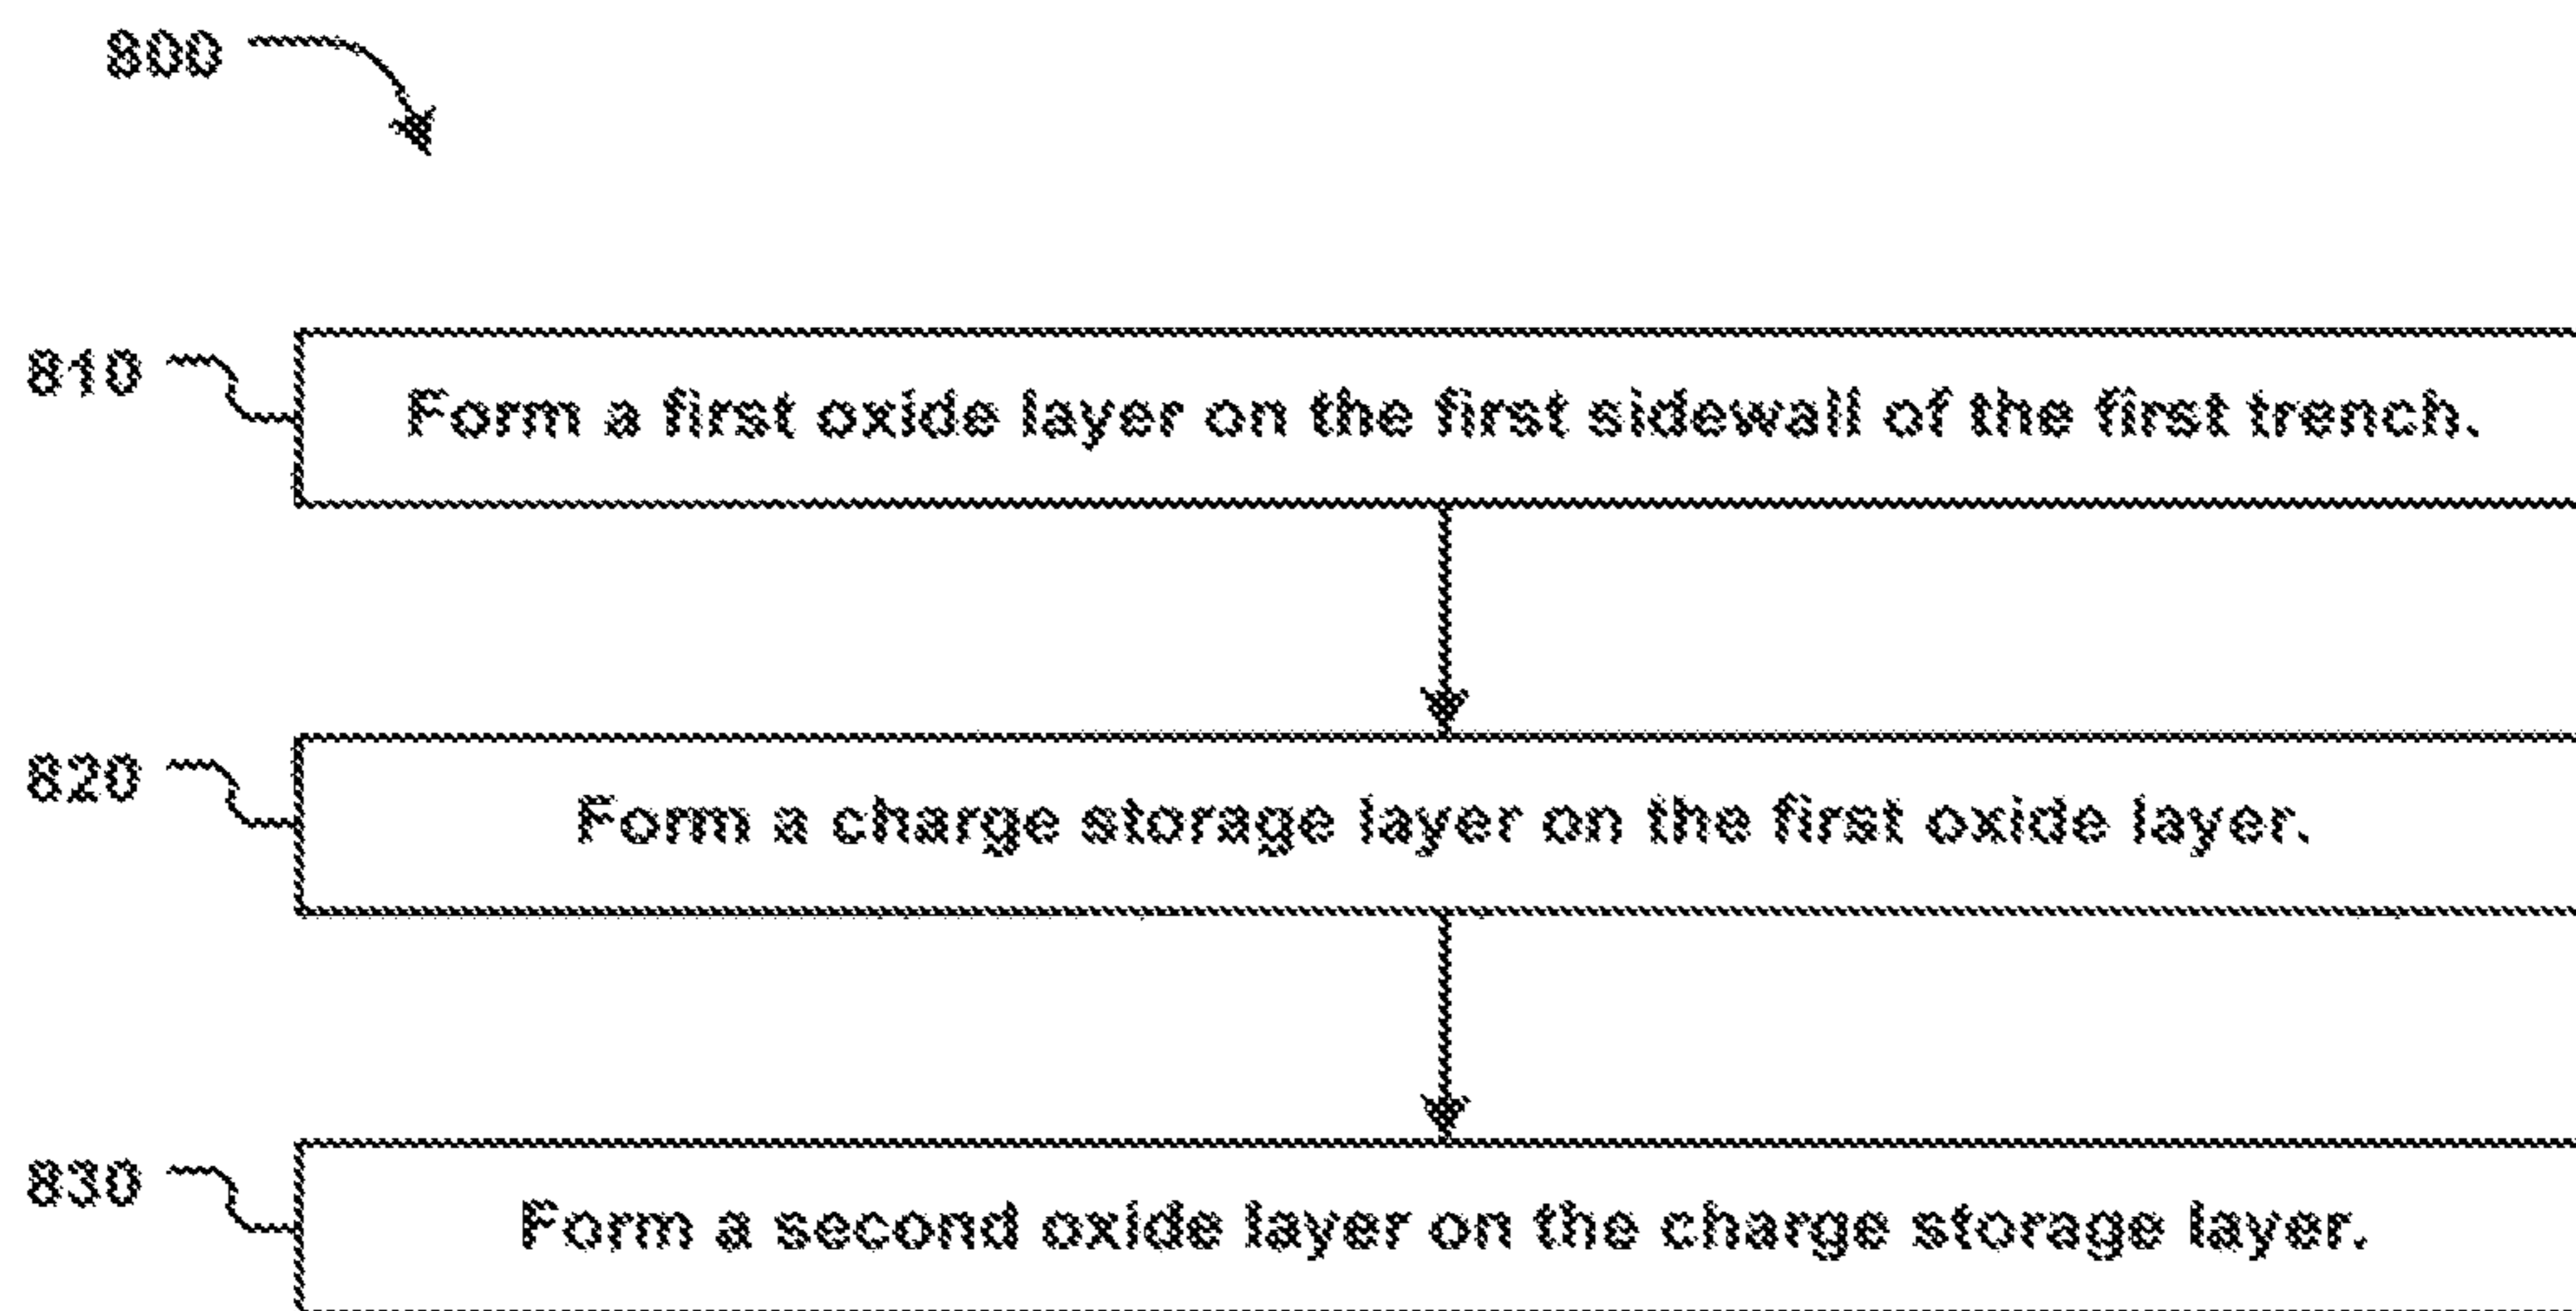 800
810
Form a first oxide layer on the first sidewall of the first trench.
820
Form a charge storage layer on the first oxide layer.
830
Form a second oxide layer on the charge storage layer.